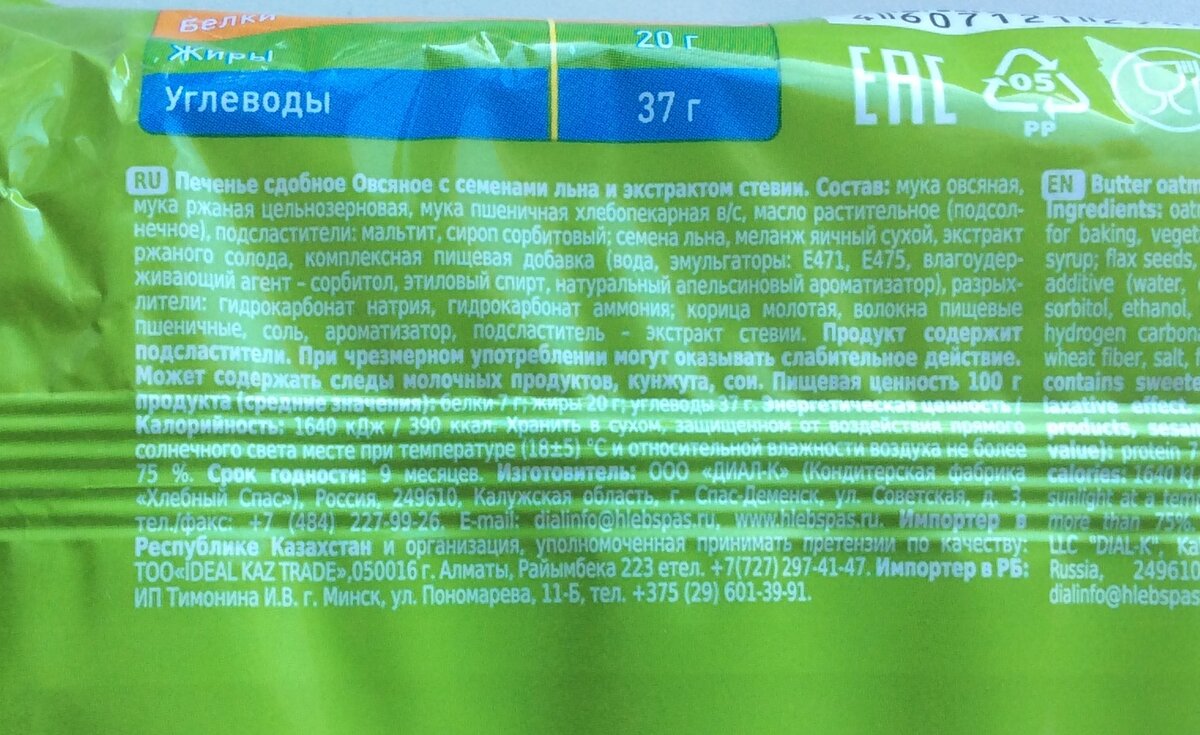 Белки
Жиры 20 г
Углеводы 37 г
4 607121
EAC
05
PP
RU Печенье сдобное Овсяное с семенами льна и экстрактом стевии. Состав: мука овсяная,
мука ржаная цельнозерновая, мука пшеничная хлебопекарная в/с, масло растительное (подсол-
нечное), подсластители: мальтит, сироп сорбитовый; семена льна, меланж яичный сухой, экстракт
ржаного солода, комплексная пищевая добавка (вода, эмульгаторы: Е471, Е475, влагоудер-
живающий агент – сорбитол, этиловый спирт, натуральный апельсиновый ароматизатор), разрых-
лители: гидрокарбонат натрия, гидрокарбонат аммония; корица молотая, волокна пищевые
пшеничные, соль, ароматизатор, подсластитель – экстракт стевии. Продукт содержит
подсластители. При чрезмерном употреблении могут оказывать слабительное действие.
Может содержать следы молочных продуктов, кунжута, сои. Пищевая ценность 100 г
продукта (средние значения): белки 7 г; жиры 20 г; углеводы 37 г. Энергетическая ценность /
Калорийность: 1640 кДж / 390 ккал. Хранить в сухом, защищенном от воздействия прямого
солнечного света месте при температуре (18±5) °С и относительной влажности воздуха не более
75 %. Срок годности: 9 месяцев. Изготовитель: ООО «ДИАЛ-К» (Кондитерская фабрика
«Хлебный Спас»), Россия, 249610, Калужская область, г. Спас-Деменск, ул. Советская, д. 3,
тел./факс: +7 (484) 227-99-26. E-mail: dialinfo@hlebspas.ru, www.hlebspas.ru. Импортер в
Республике Казахстан и организация, уполномоченная принимать претензии по качеству:
ТОО«IDEAL KAZ TRADE»,050016 г. Алматы, Райымбека 223 етел. +7(727) 297-41-47. Импортер в РБ:
ИП Тимонина И.В. г. Минск, ул. Пономарева, 11-Б, тел. +375 (29) 601-39-91.
EN Butter oatm
Ingredients: oat
for baking, veget
syrup; flax seeds,
additive (water,
sorbitol, ethanol,
hydrogen carbon
wheat fiber, salt,
contains sweete
laxative effect.
products, sesam
value): protein
calories: 1640 kJ
sunlight at a tem
more than 75%
LLC "DIAL-K", Ka
Russia, 249610
dialinfo@hlebspas